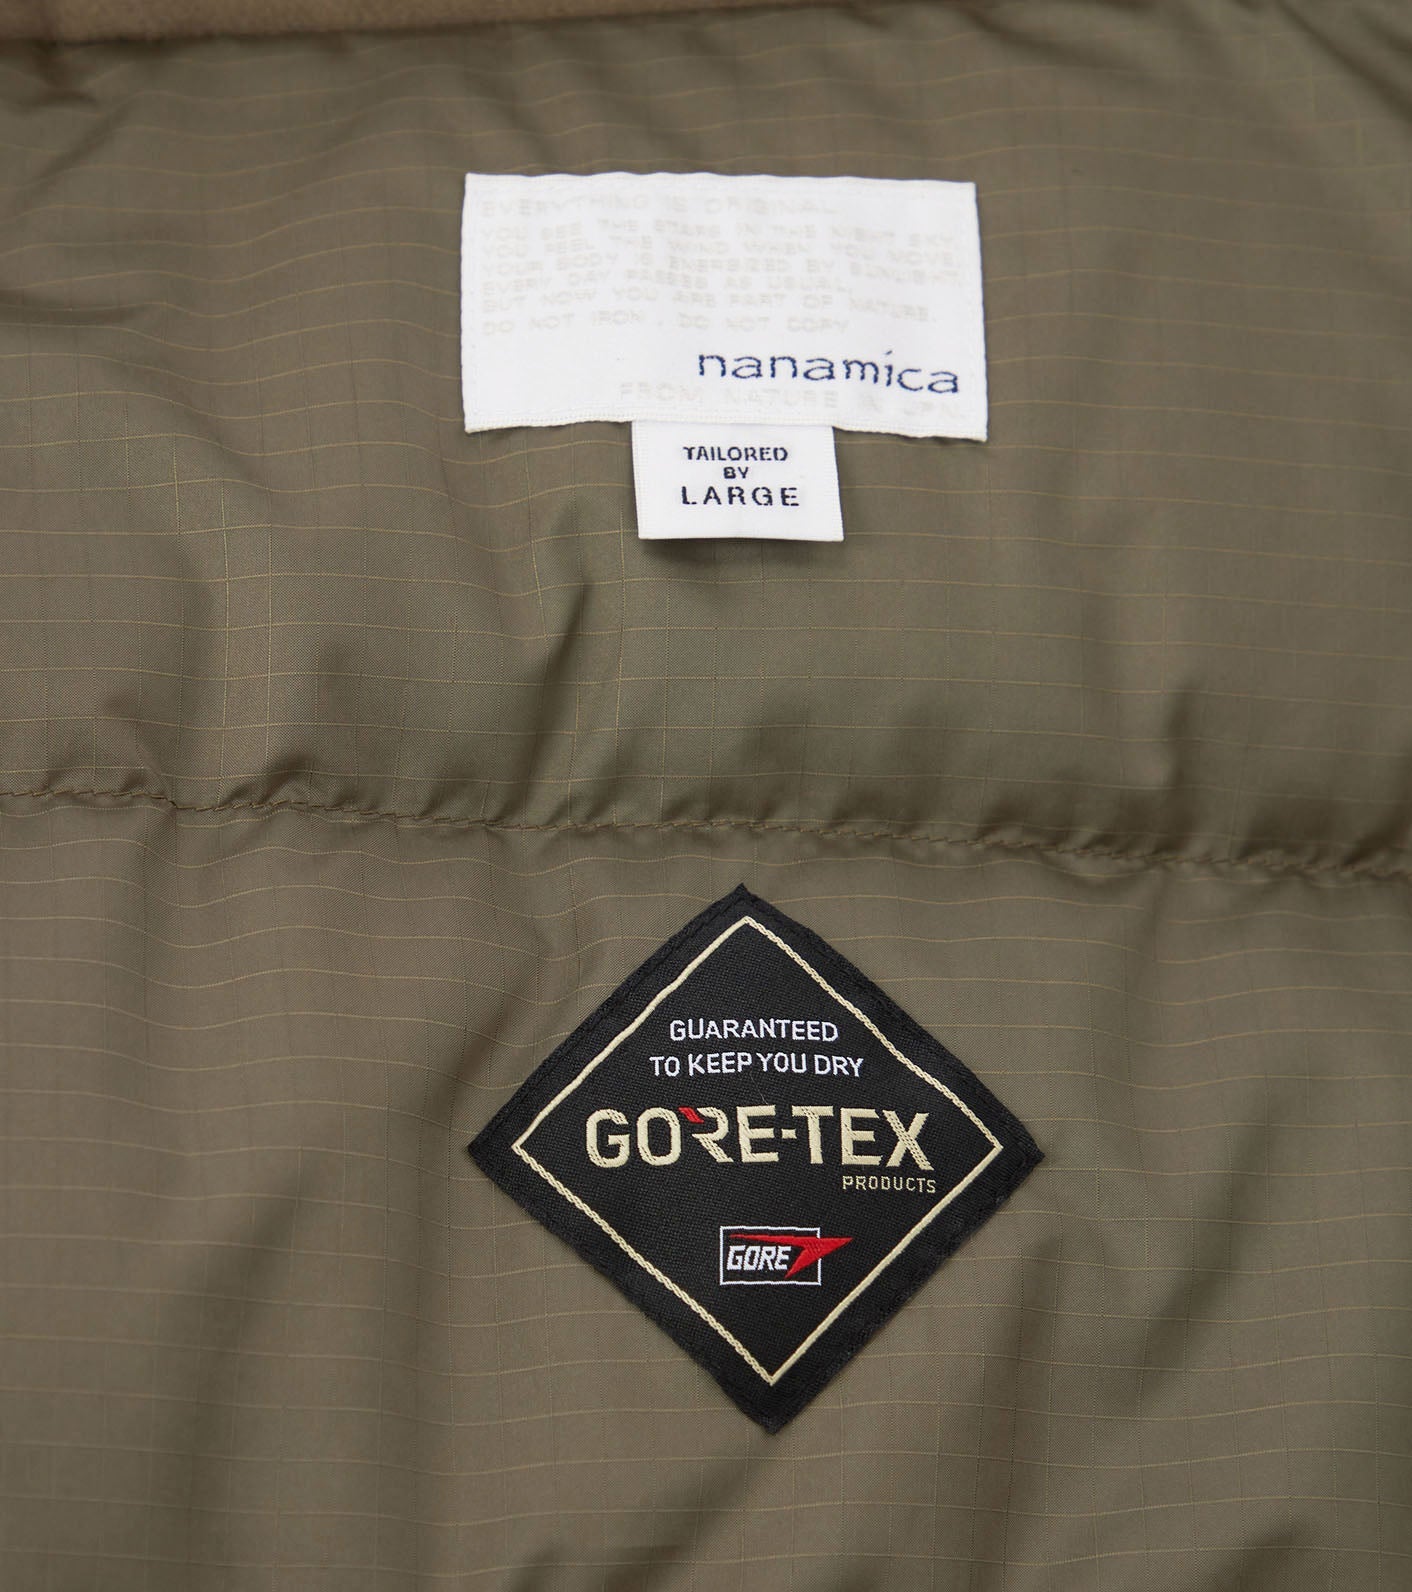 EVERYTHING IS ORIGINAL
YOU SEE THE STARS IN THE NIGHT SKY.
YOU FEEL THE WIND WHEN YOU MOVE.
YOUR BODY IS ENERGIZED BY SUNLIGHT.
EVERY DAY PASSES AS USUAL,
BUT NOW YOU ARE PART OF NATURE.
DO NOT IRON . DO NOT COPY
nanamica
FROM NATURE IN JPN.
TAILORED
BY
LARGE
GUARANTEED
TO KEEP YOU DRY
GORE-TEX
PRODUCTS
GORE